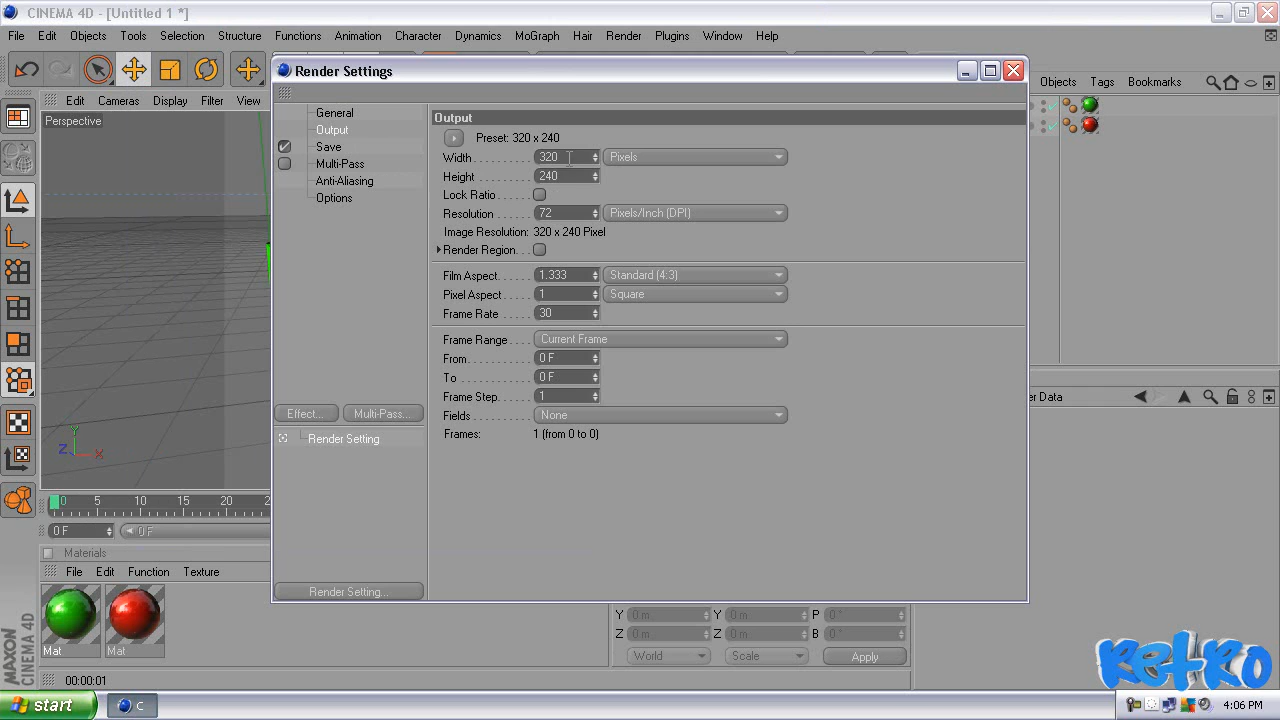 CINEMA 4D - [Untitled 1 *]
File Edit Objects Tools Selection Structure Functions Animation Character Dynamics MoGraph Hair Render Plugins Window Help
Render Settings
Objects Tags Bookmarks
Edit Cameras Display Filter View
Perspective
General
Output
Save
Multi-Pass
Anti-Aliasing
Options
Effect... Multi-Pass...
Render Setting
Render Setting...
Output
Preset: 320 x 240
Width 320 Pixels
Height 240
Lock Ratio
Resolution 72 Pixels/Inch (DPI)
Image Resolution: 320 x 240 Pixel
Render Region
Film Aspect 1.333 Standard (4:3)
Pixel Aspect 1 Square
Frame Rate 30
Frame Range Current Frame
From 0 F
To 0 F
Frame Step 1
Fields None
Frames: 1 (from 0 to 0)
er Data
Y
Z X
0 5 10 15 20 2
0 F 0 F
Materials
File Edit Function Texture
Mat Mat
Y 0 m Y 0 m P 0 °
Z 0 m Z 0 m B 0 °
World Scale Apply
MAXON
CINEMA 4D
00:00:01
Retro
start C 4:06 PM